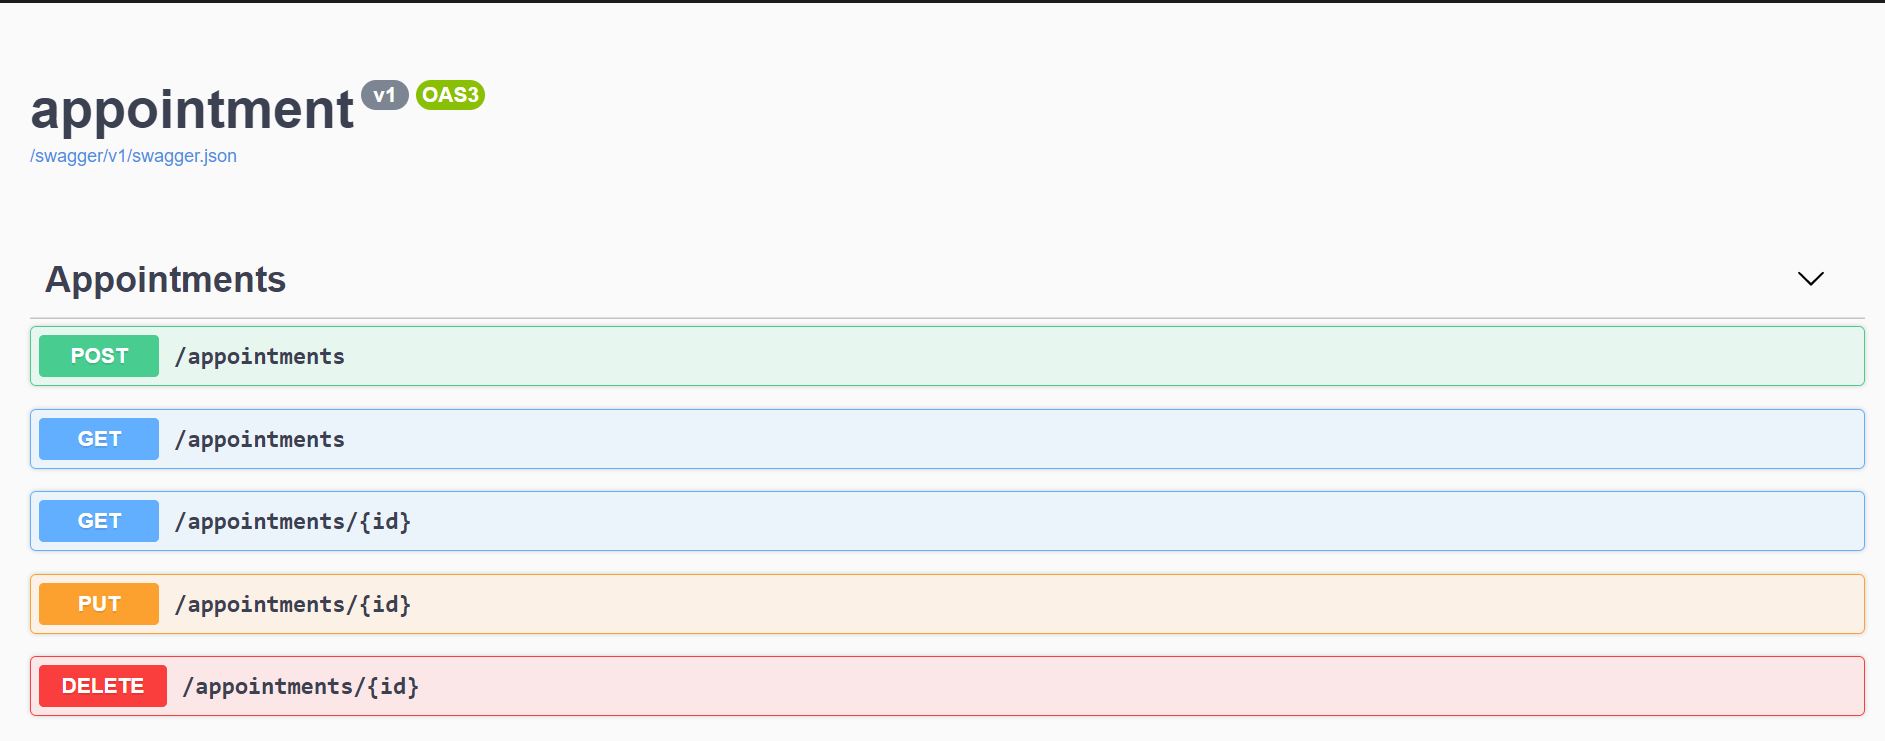 appointment v1 OAS3
/swagger/v1/swagger.json
Appointments
POST /appointments
GET /appointments
GET /appointments/{id}
PUT /appointments/{id}
DELETE /appointments/{id}